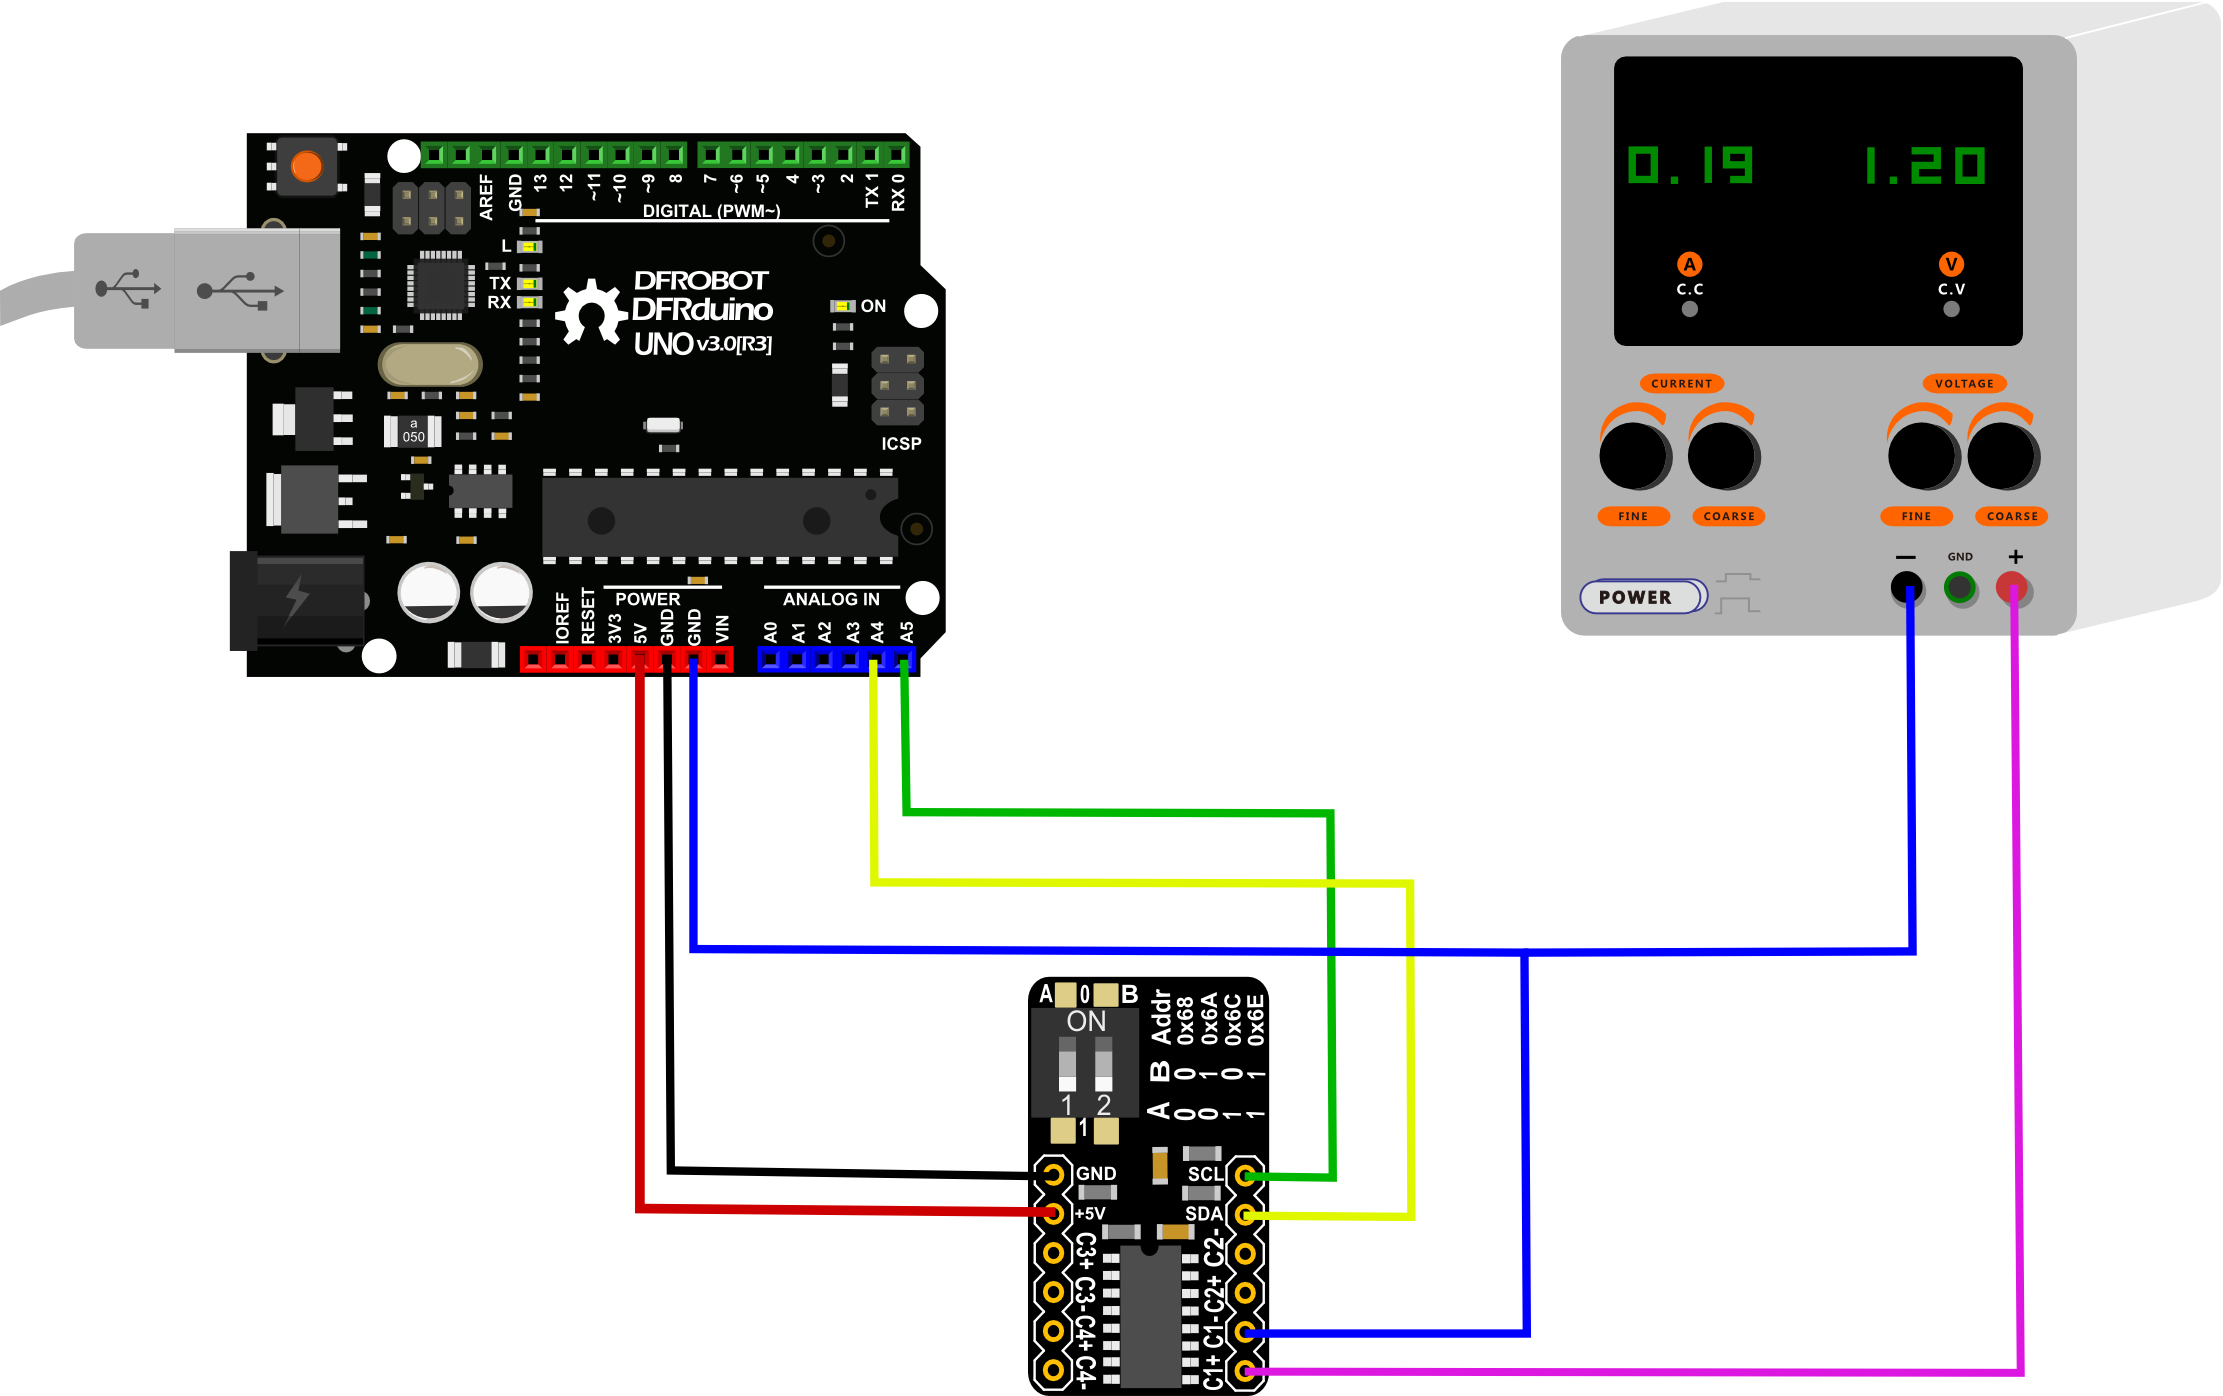 AREF
GND
13
12
~11
~10
~9
8
7
~6
~5
4
~3
2
TX 1
RX 0
DIGITAL (PWM~)
L
TX
RX
DFROBOT
DFRduino
UNO v3.0[R3]
ON
ICSP
a
050
POWER
ANALOG IN
IOREF
RESET
3V3
5V
GND
GND
VIN
A0
A1
A2
A3
A4
A5
0.19
1.20
A
C.C
V
C.V
CURRENT
VOLTAGE
FINE
COARSE
FINE
COARSE
—
GND
+
POWER
A 0 B
ON
1 2
1
A B Addr
0 0 0x68
0 1 0x6A
1 0 0x6C
1 1 0x6E
GND
+5V
C3+
C3-
C4+
C4-
SCL
SDA
C2-
C2+
C1-
C1+